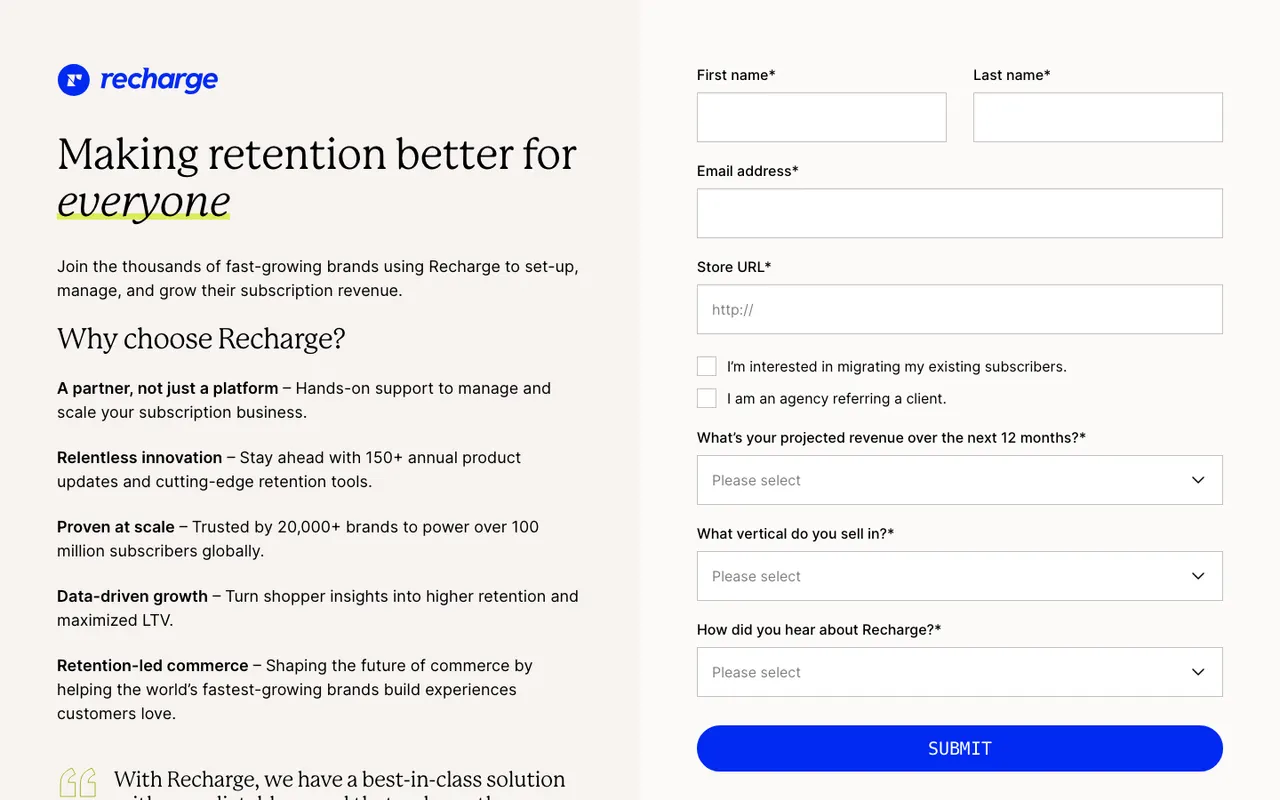 recharge
Making retention better for
everyone
Join the thousands of fast-growing brands using Recharge to set-up,
manage, and grow their subscription revenue.
Why choose Recharge?
A partner, not just a platform – Hands-on support to manage and
scale your subscription business.
Relentless innovation – Stay ahead with 150+ annual product
updates and cutting-edge retention tools.
Proven at scale – Trusted by 20,000+ brands to power over 100
million subscribers globally.
Data-driven growth – Turn shopper insights into higher retention and
maximized LTV.
Retention-led commerce – Shaping the future of commerce by
helping the world’s fastest-growing brands build experiences
customers love.
With Recharge, we have a best-in-class solution
First name*
Last name*
Email address*
Store URL*
http://
I’m interested in migrating my existing subscribers.
I am an agency referring a client.
What’s your projected revenue over the next 12 months?*
Please select
What vertical do you sell in?*
Please select
How did you hear about Recharge?*
Please select
SUBMIT